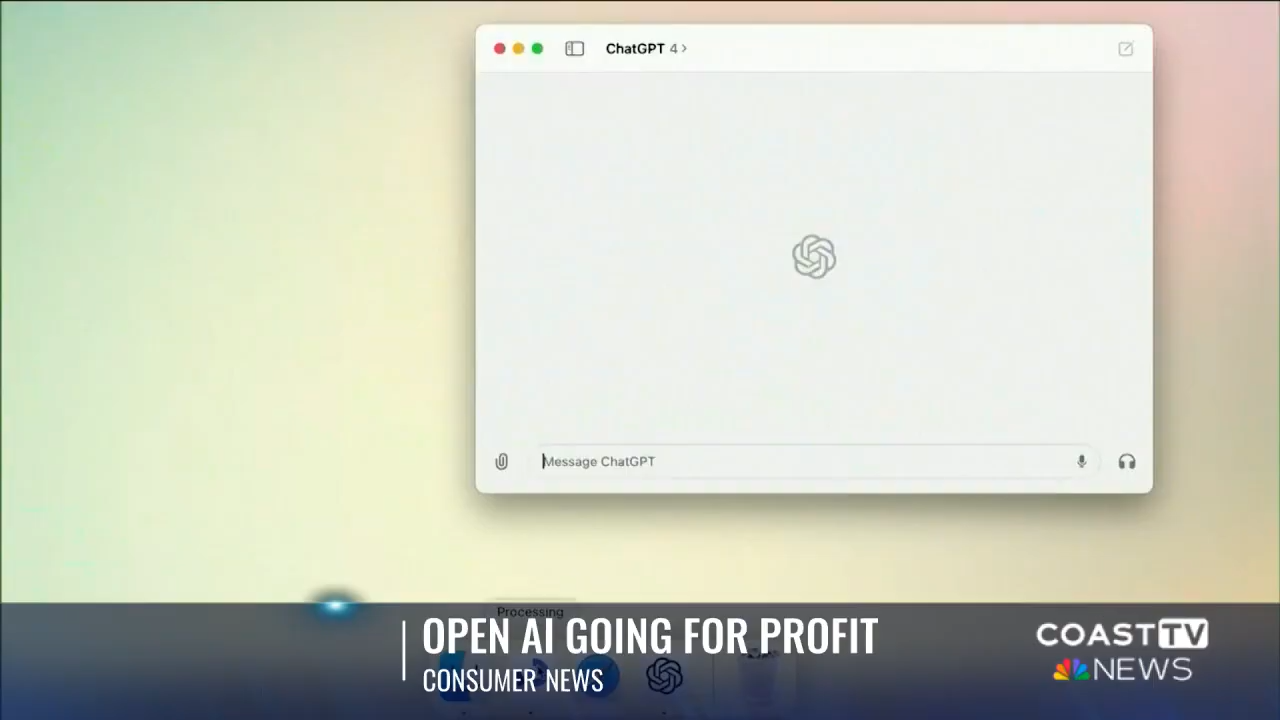 ChatGPT 4 >
Message ChatGPT
Processing
OPEN AI GOING FOR PROFIT
CONSUMER NEWS
COAST TV
NEWS